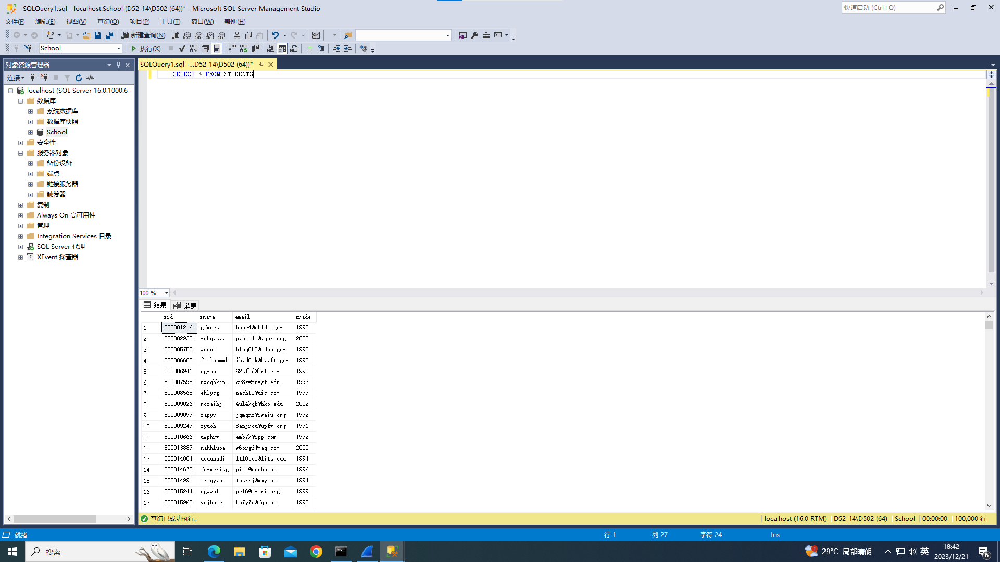 SQLQuery1.sql - localhost.School (D52_14\D502 (64))* - Microsoft SQL Server Management Studio
快速启动 (Ctrl+Q)
文件(F) 编辑(E) 视图(V) 查询(Q) 项目(P) 工具(T) 窗口(W) 帮助(H)
新建查询(N) MDX DMX XMLA DAX
School 执行(X)
对象资源管理器
SQLQuery1.sql -...D52_14\D502 (64))*
连接
SELECT * FROM STUDENTS
localhost (SQL Server 16.0.1000.6 -
数据库
系统数据库
数据库快照
School
安全性
服务器对象
备份设备
端点
链接服务器
触发器
复制
Always On 高可用性
管理
Integration Services 目录
SQL Server 代理
XEvent 探查器
100 %
结果 消息
sid sname email grade
1 800001216 gfxrgs hhce4@qhldj.gov 1992
2 800002933 vnbqzsvv pvhxd4l@zqur.org 2002
3 800005753 waqcj hlhq0h8@jdba.gov 1992
4 800006682 fiiluommh ihzd6_k@kzvft.gov 1992
5 800006941 ogvmu 62sfbd@lrt.gov 1995
6 800007595 uxqqbkjn cr8g@zrvgt.edu 1997
7 800008565 ehlycg nach10@uic.com 1999
8 800009026 rcxaihj 4ul4kqb@hko.edu 2002
9 800009099 zapyv jqmqn8@iwaiu.org 1992
10 800009249 zyuoh 8enjrcu@upfw.org 1991
11 800010666 uwphrw emb7k@ipp.com 1992
12 800013889 nahhluoe w6org6@maq.com 2000
13 800014004 aoaahudi ftl0oci@fits.edu 1994
14 800014678 fnvxgrisg pikk@cccbc.com 1996
15 800014991 mztqyvc tosrrj@xmy.com 1994
16 800015244 egwwnf pgf6@ivtri.org 1999
17 800015960 yqjhake ko7y7n@fqp.com 1995
查询已成功执行。 localhost (16.0 RTM) D52_14\D502 (64) School 00:00:00 100,000 行
就绪 行 1 列 27 字符 24 Ins
搜索 1 29°C 局部晴朗 英 18:42 6
2023/12/21